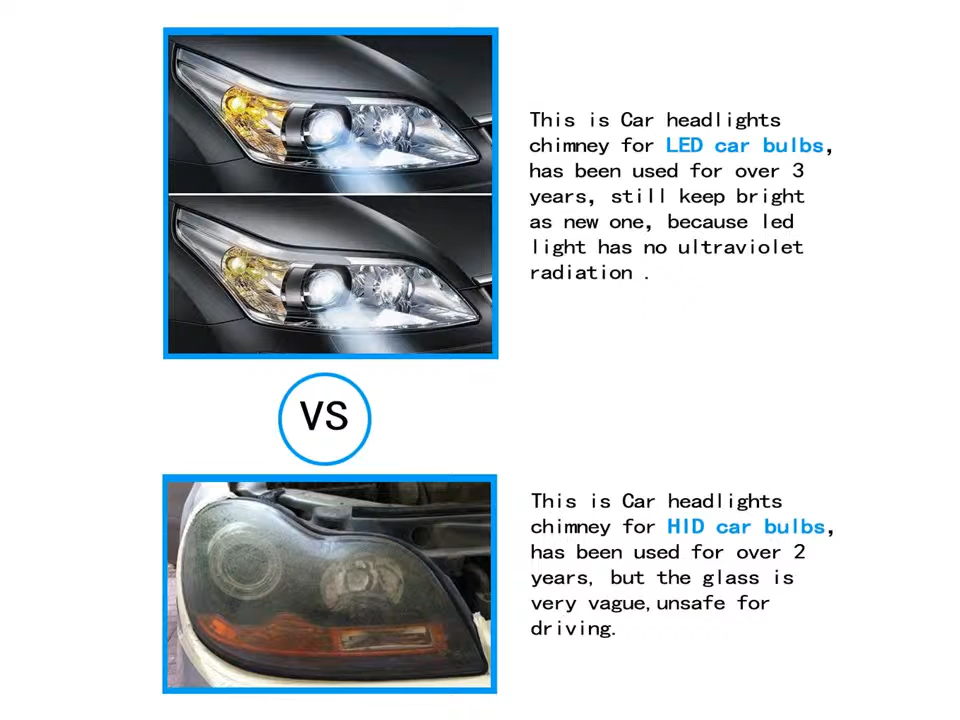 This is Car headlights
chimney for LED car bulbs,
has been used for over 3
years, still keep bright
as new one, because led
light has no ultraviolet
radiation .
VS
This is Car headlights
chimney for HID car bulbs,
has been used for over 2
years, but the glass is
very vague,unsafe for
driving.